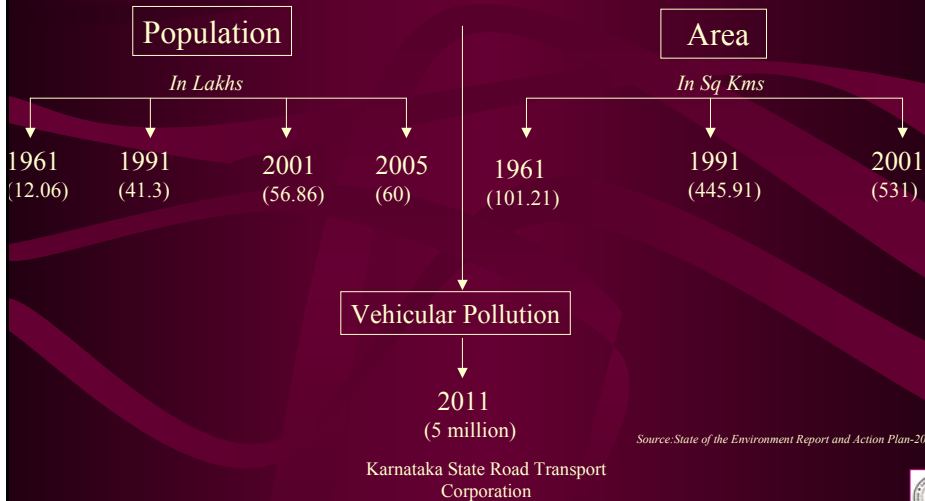 Population
Area
In Lakhs
In Sq Kms
1961
(12.06)
1991
(41.3)
2001
(56.86)
2005
(60)
1961
(101.21)
1991
(445.91)
2001
(531)
Vehicular Pollution
2011
(5 million)
Source:State of the Environment Report and Action Plan-20
Karnataka State Road Transport
Corporation